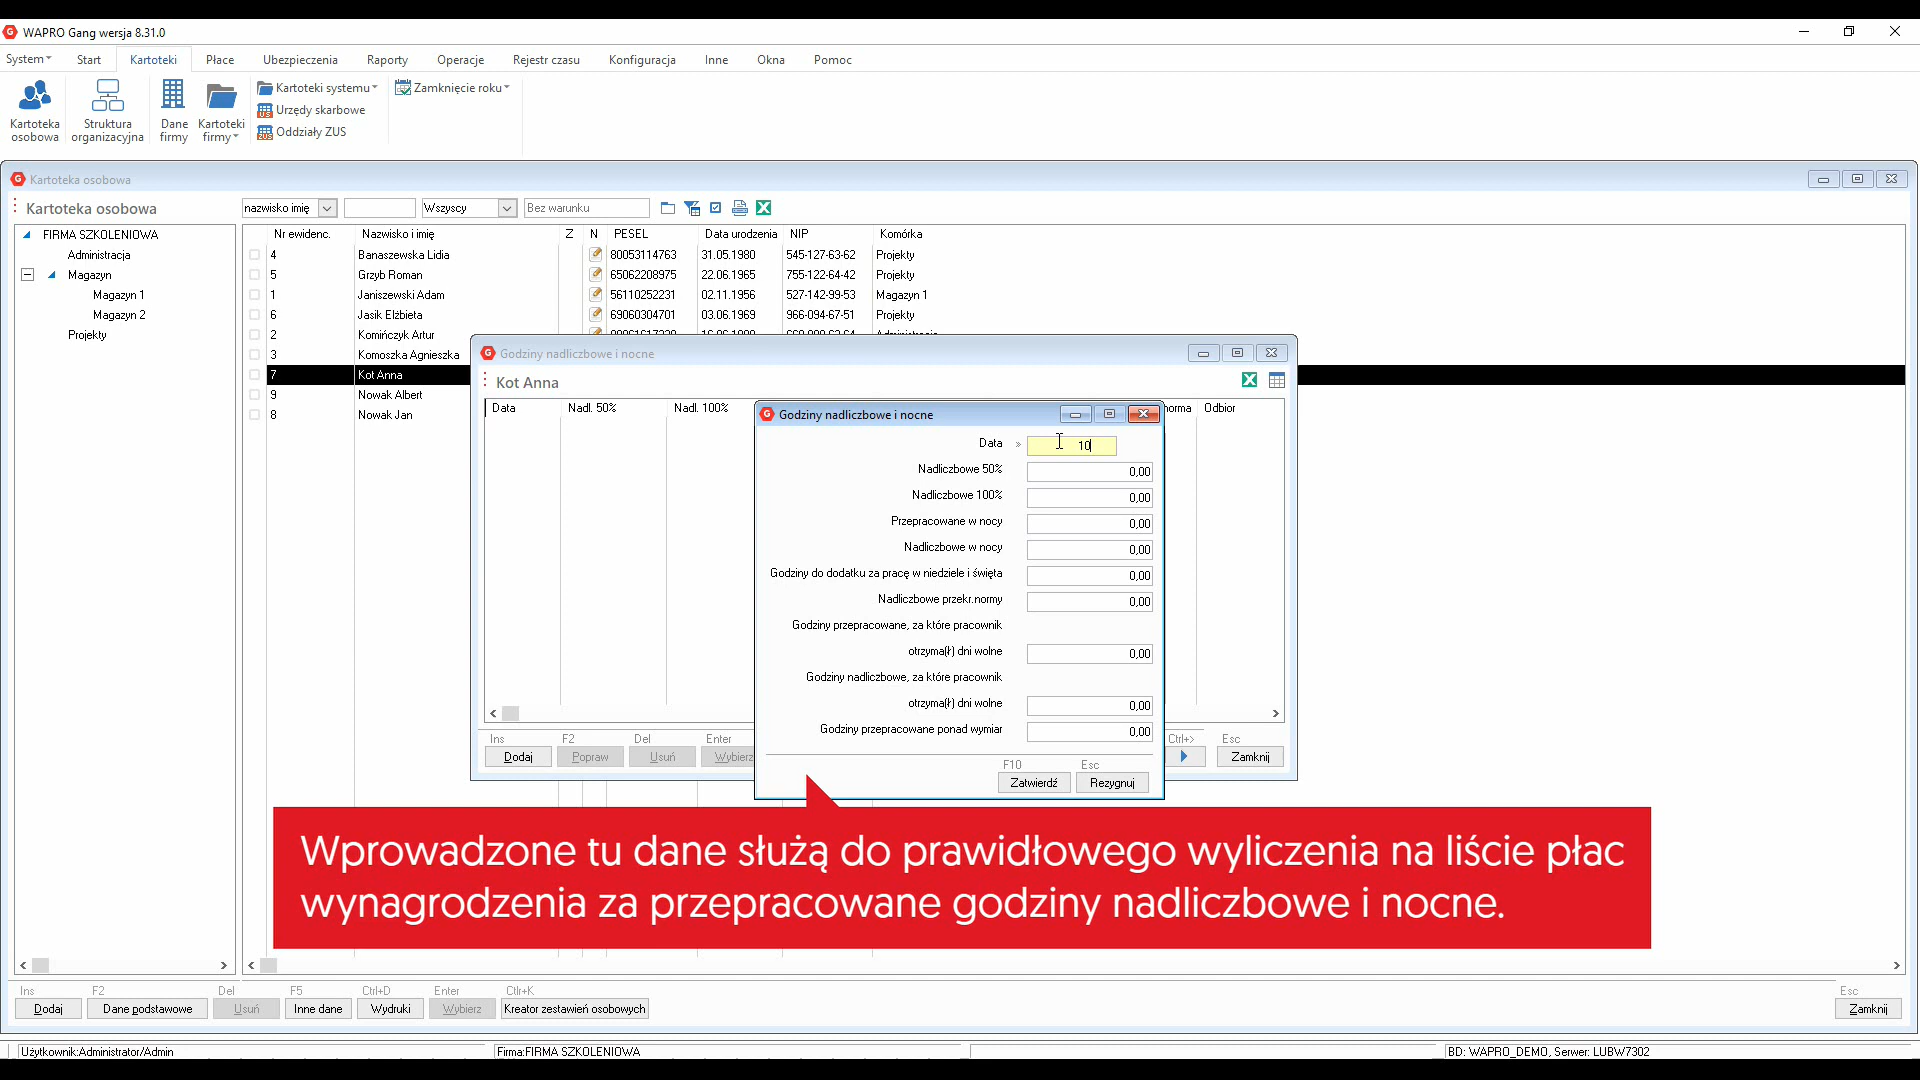 WAPRO Gang wersja 8.31.0
System Start Kartoteki Płace Ubezpieczenia Raporty Operacje Rejestr czasu Konfiguracja Inne Okna Pomoc
Kartoteka osobowa
Struktura organizacyjna
Dane firmy
Kartoteki firmy
Kartoteki systemu
Urzędy skarbowe
Oddziały ZUS
Zamknięcie roku
Kartoteka osobowa
Kartoteka osobowa nazwisko imię Wszyscy Bez warunku
FIRMA SZKOLENIOWA
Administracja
Magazyn
Magazyn 1
Magazyn 2
Projekty
Nr ewidenc. Nazwisko i imię Z N PESEL Data urodzenia NIP Komórka
4 Banaszewska Lidia 80053114763 31.05.1980 545-127-63-62 Projekty
5 Grzyb Roman 65062208975 22.06.1965 755-122-64-42 Projekty
1 Janiszewski Adam 56110252231 02.11.1956 527-142-99-53 Magazyn 1
6 Jasik Elżbieta 69060304701 03.06.1969 966-094-67-51 Projekty
2 Komińczyk Artur
3 Komoszka Agnieszka
7 Kot Anna
9 Nowak Albert
8 Nowak Jan
Godziny nadliczbowe i nocne
Kot Anna
Data Nadl. 50% Nadl. 100% norma Odbior
Godziny nadliczbowe i nocne
Data » 10
Nadliczbowe 50% 0,00
Nadliczbowe 100% 0,00
Przepracowane w nocy 0,00
Nadliczbowe w nocy 0,00
Godziny do dodatku za pracę w niedziele i święta 0,00
Nadliczbowe przekr.normy 0,00
Godziny przepracowane, za które pracownik
otrzyma(ł) dni wolne 0,00
Godziny nadliczbowe, za które pracownik
otrzyma(ł) dni wolne 0,00
Godziny przepracowane ponad wymiar 0,00
F10 Esc
Zatwierdź Rezygnuj
Ins F2 Del Enter Ctrl+> Esc
Dodaj Popraw Usuń Wybierz Zamknij
Wprowadzone tu dane służą do prawidłowego wyliczenia na liście płac
wynagrodzenia za przepracowane godziny nadliczbowe i nocne.
Ins F2 Del F5 Ctrl+D Enter Ctlr+K Esc
Dodaj Dane podstawowe Usuń Inne dane Wydruki Wybierz Kreator zestawień osobowych Zamknij
Użytkownik:Administrator/Admin Firma:FIRMA SZKOLENIOWA BD: WAPRO_DEMO, Serwer: LUBW7302